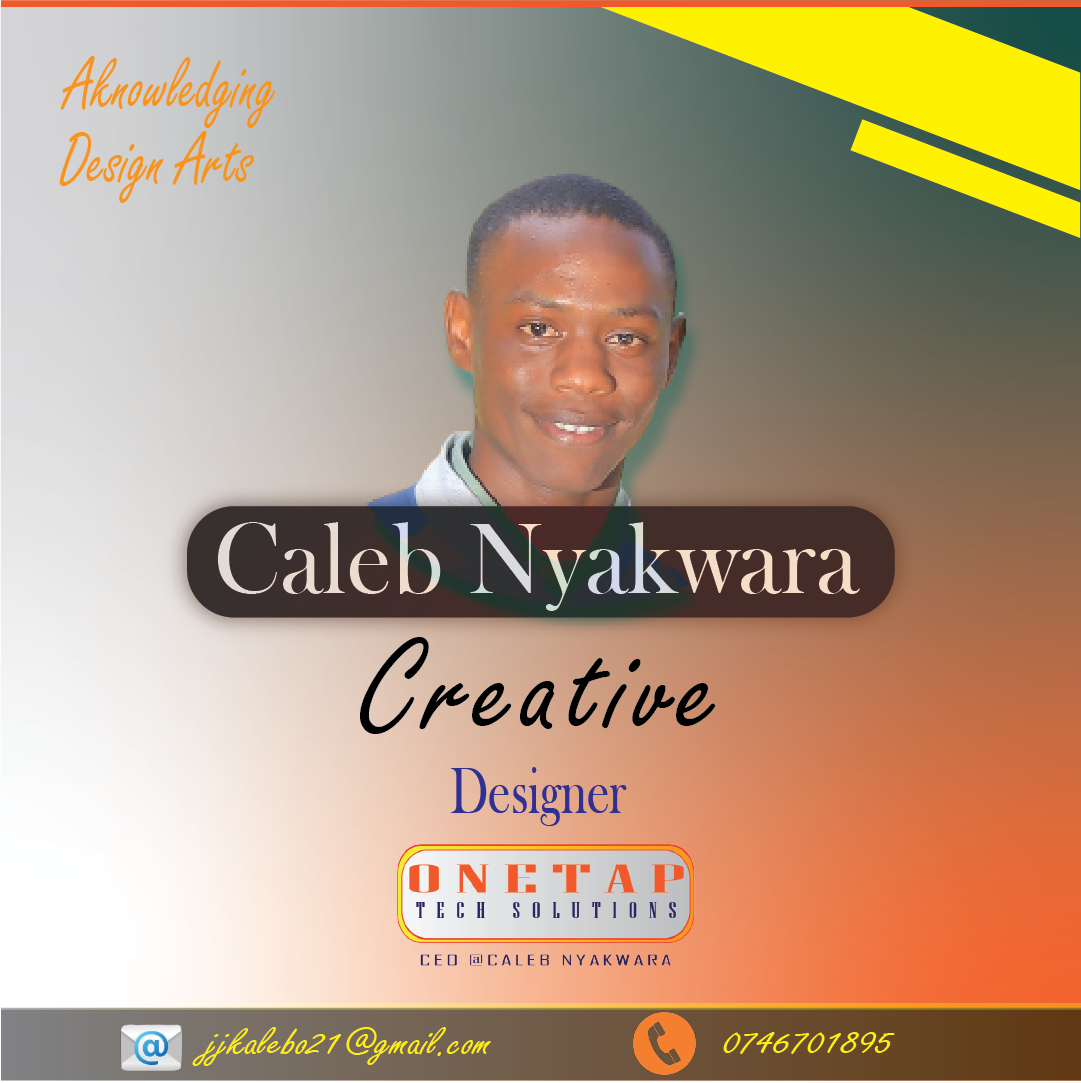 Aknowledging
Design Arts
Caleb Nyakwara
Creative
Designer
ONETAP
TECH SOLUTIONS
CEO @CALEB NYAKWARA
@ jjkalebo21@gmail.com
0746701895